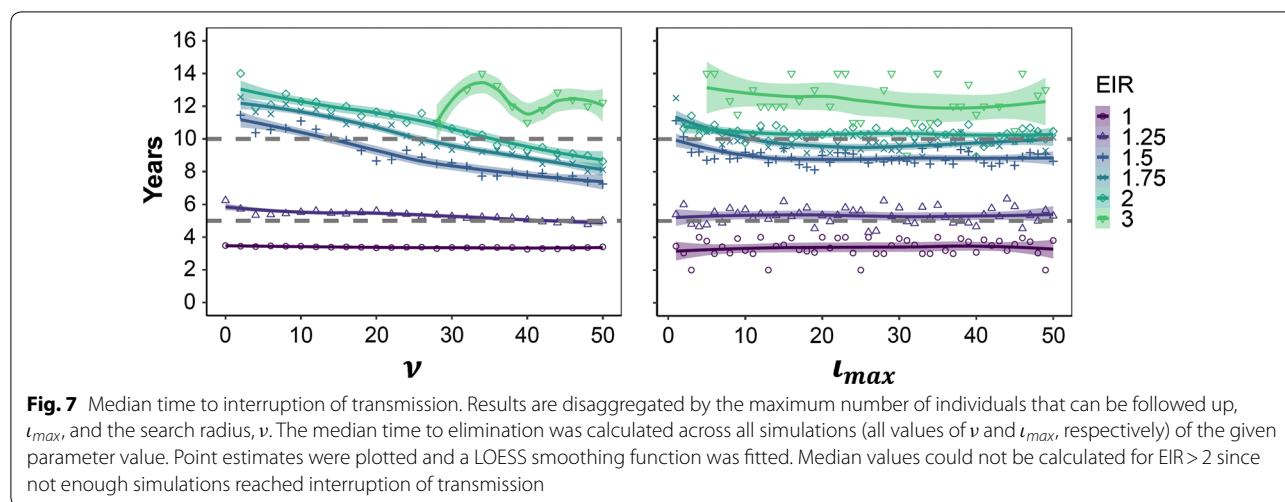 Years
16
14
12
10
8
6
4
2
0
0 10 20 30 40 50
ν
0 10 20 30 40 50
ιmax
EIR
1
1.25
1.5
1.75
2
3
Fig. 7 Median time to interruption of transmission. Results are disaggregated by the maximum number of individuals that can be followed up,
ιmax, and the search radius, ν. The median time to elimination was calculated across all simulations (all values of ν and ιmax, respectively) of the given
parameter value. Point estimates were plotted and a LOESS smoothing function was fitted. Median values could not be calculated for EIR > 2 since
not enough simulations reached interruption of transmission